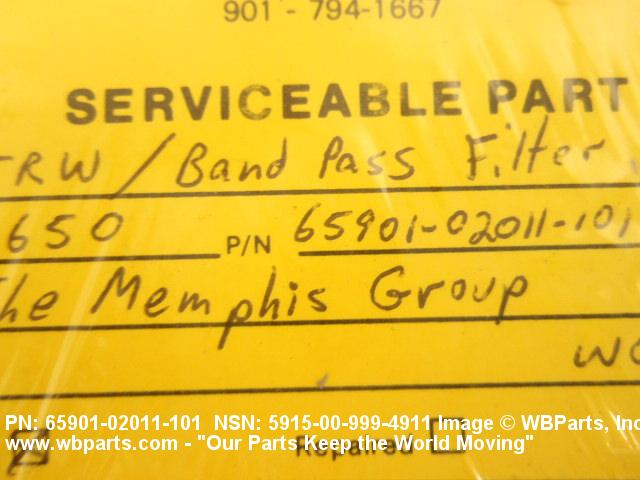 901 - 794-1667
SERVICEABLE PART
TRW / Band Pass Filter
650 P/N 65901-02011-101
The Memphis Group
PN: 65901-02011-101 NSN: 5915-00-999-4911 Image © WBParts, Inc
www.wbparts.com - "Our Parts Keep the World Moving"
Repaired